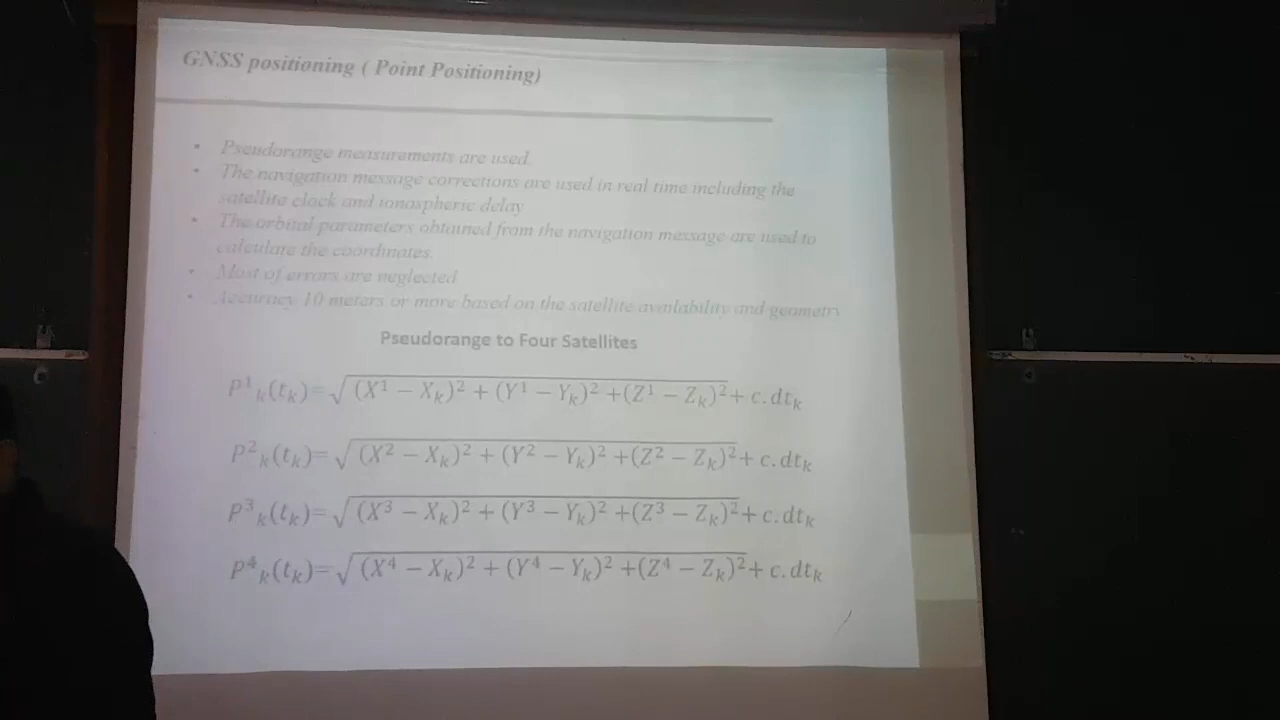 GNSS positioning ( Point Positioning)
• Pseudorange measurements are used.
• The navigation message corrections are used in real time including the
satellite clock and ionospheric delay
• The orbital parameters obtained from the navigation message are used to
calculate the coordinates.
• Most of errors are neglected
• Accuracy 10 meters or more based on the satellite availability and geometry
Pseudorange to Four Satellites
P¹ₖ(tₖ)=√(X¹ − Xₖ)² + (Y¹ − Yₖ)² +(Z¹ − Zₖ)²+ c.dtₖ
P²ₖ(tₖ)=√(X² − Xₖ)² + (Y² − Yₖ)² +(Z² − Zₖ)²+ c.dtₖ
P³ₖ(tₖ)=√(X³ − Xₖ)² + (Y³ − Yₖ)² +(Z³ − Zₖ)²+ c.dtₖ
P⁴ₖ(tₖ)=√(X⁴ − Xₖ)² + (Y⁴ − Yₖ)² +(Z⁴ − Zₖ)²+ c.dtₖ